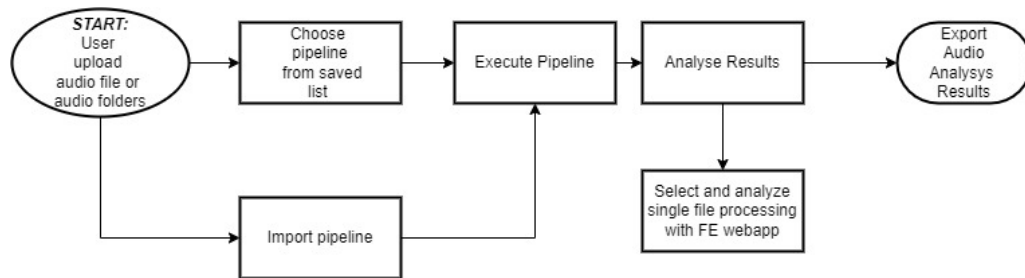 START:
User
upload
audio file or
audio folders
Choose
pipeline
from saved
list
Execute Pipeline
Analyse Results
Export
Audio
Analysys
Results
Import pipeline
Select and analyze
single file processing
with FE webapp